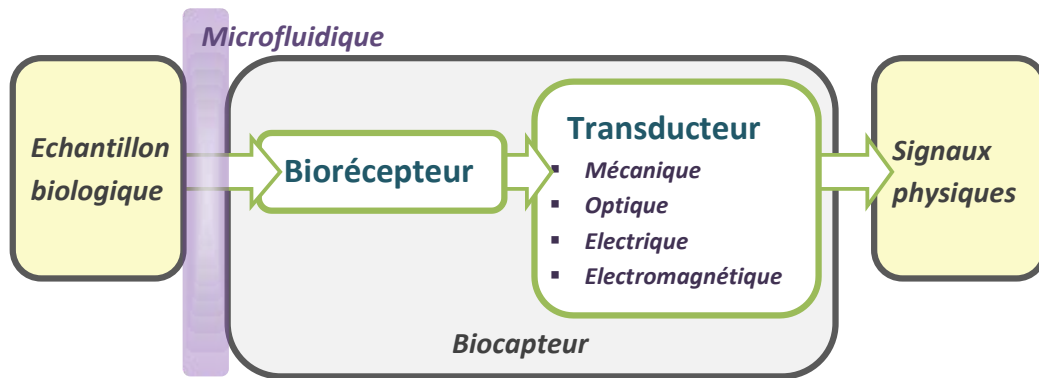 Microfluidique
Echantillon
biologique
Biorécepteur
Transducteur
▪ Mécanique
▪ Optique
▪ Electrique
▪ Electromagnétique
Signaux
physiques
Biocapteur